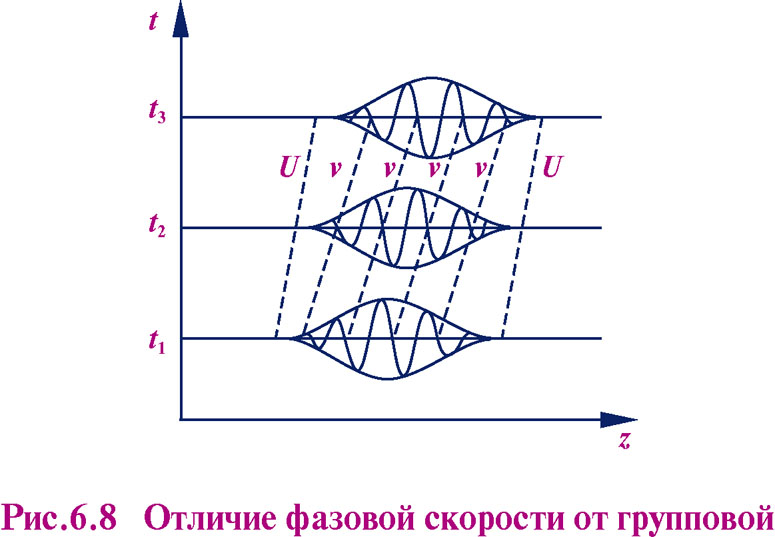 t
t3
U v v v v U
t2
t1
z
Рис.6.8 Отличие фазовой скорости от групповой